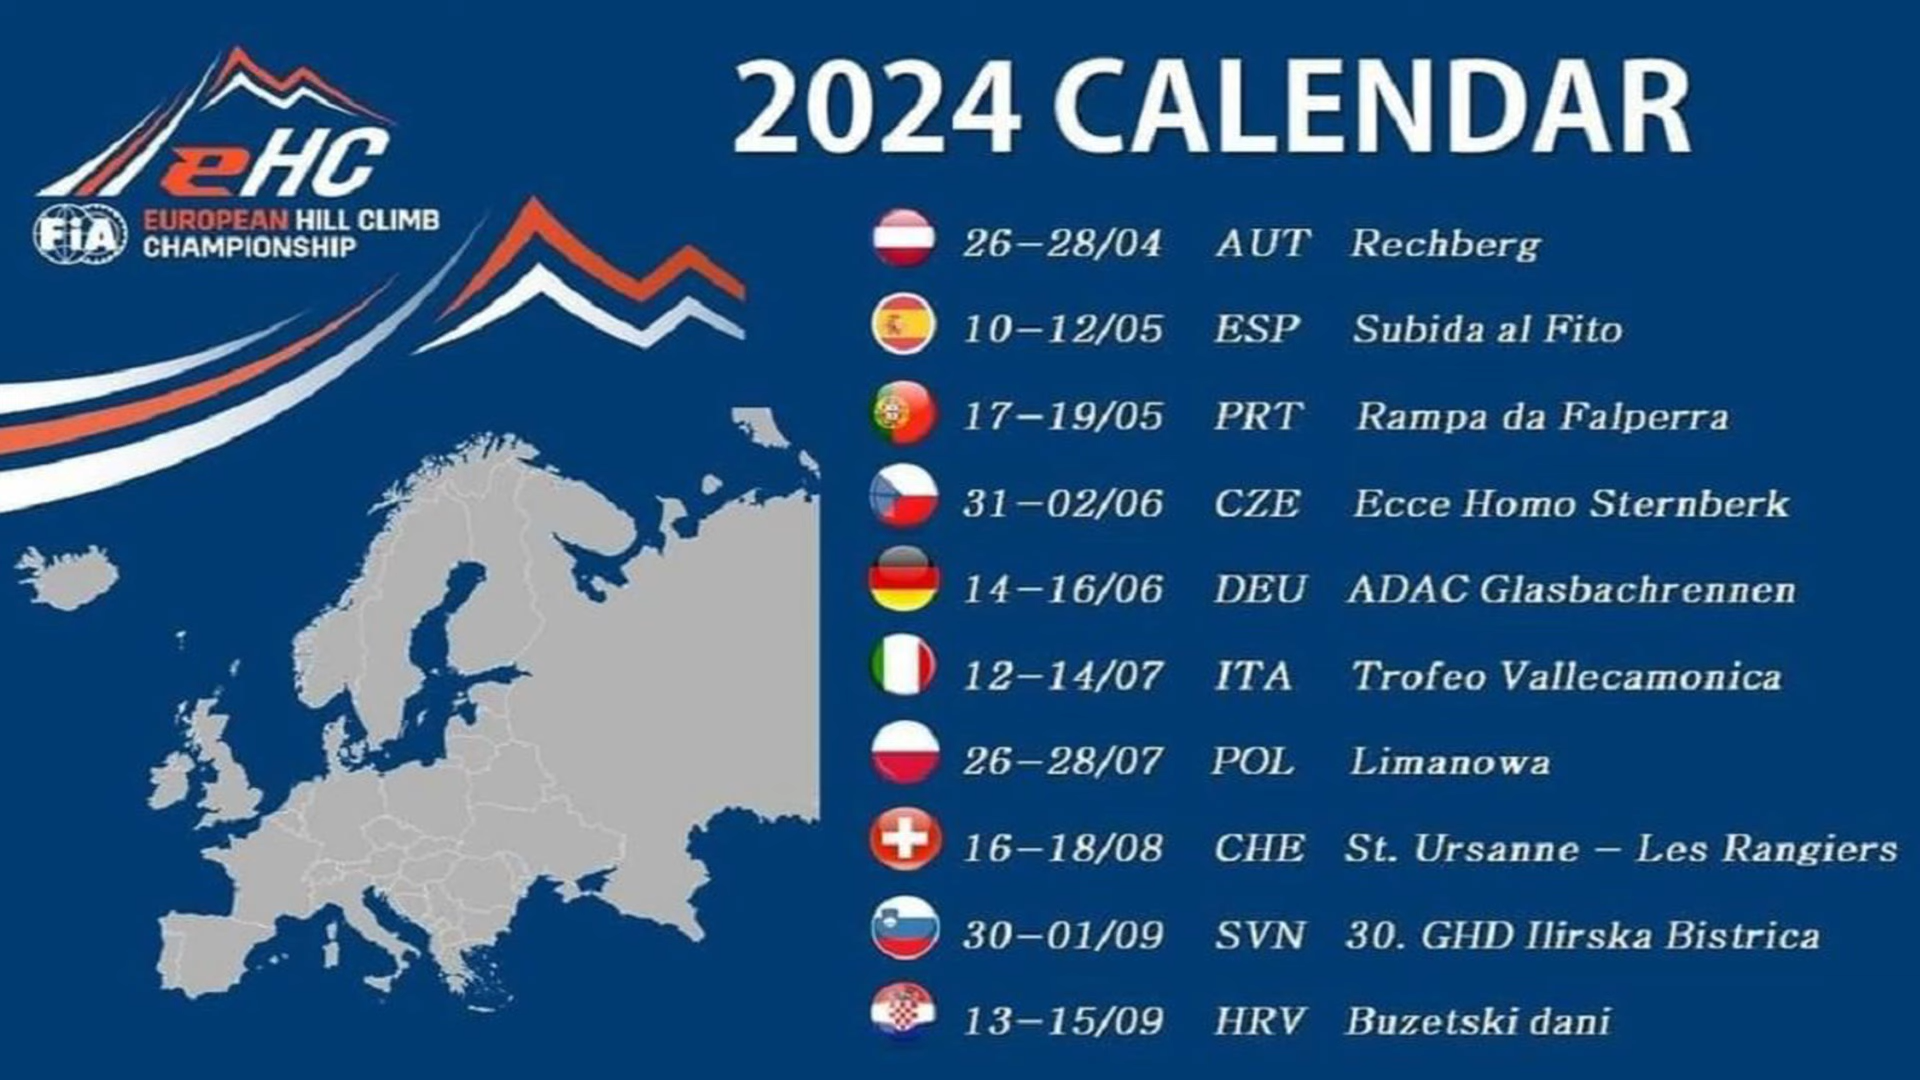 eHC
FiA
EUROPEAN HILL CLIMB
CHAMPIONSHIP
2024 CALENDAR
26-28/04 AUT Rechberg
10-12/05 ESP Subida al Fito
17-19/05 PRT Rampa da Falperra
31-02/06 CZE Ecce Homo Sternberk
14-16/06 DEU ADAC Glasbachrennen
12-14/07 ITA Trofeo Vallecamonica
26-28/07 POL Limanowa
16-18/08 CHE St. Ursanne - Les Rangiers
30-01/09 SVN 30. GHD Ilirska Bistrica
13-15/09 HRV Buzetski dani